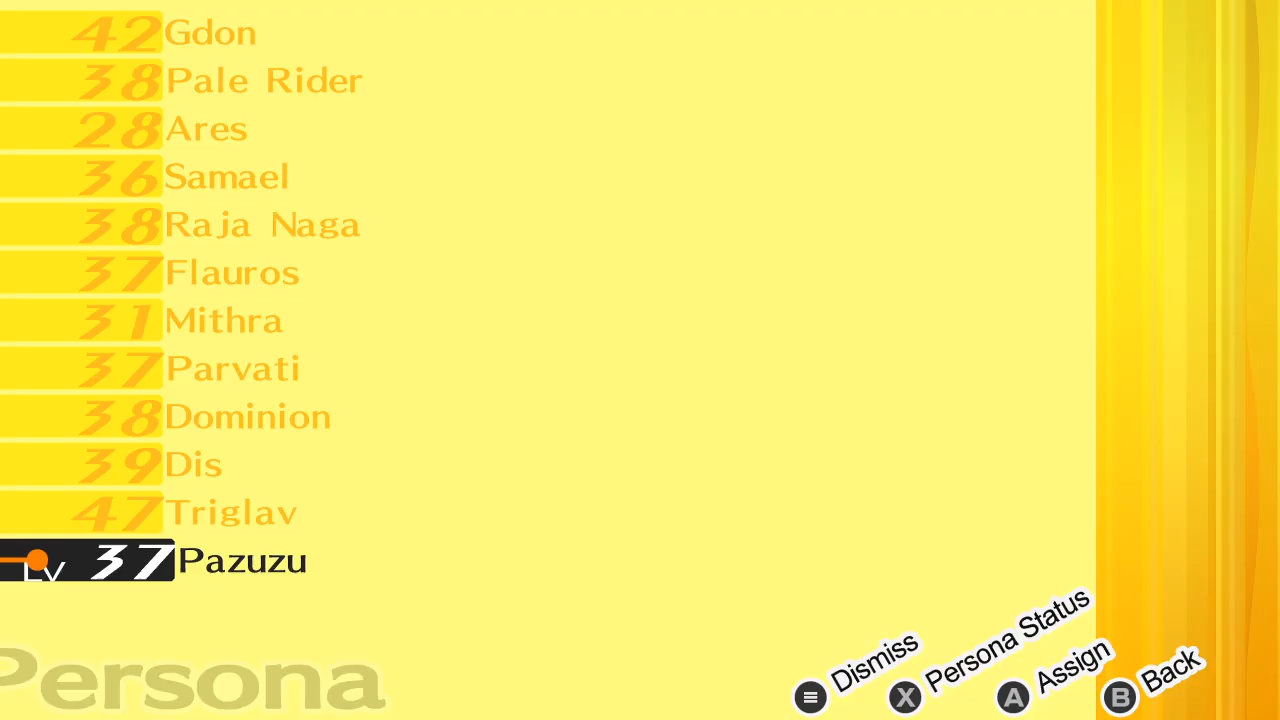 42 Gdon
38 Pale Rider
28 Ares
36 Samael
38 Raja Naga
37 Flauros
31 Mithra
37 Parvati
38 Dominion
39 Dis
47 Triglav
Lv 37 Pazuzu
Persona
≡ Dismiss X Persona Status A Assign B Back